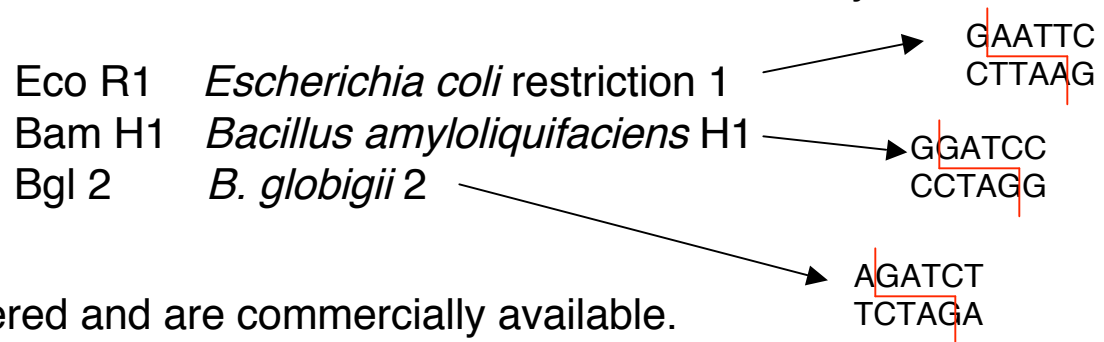 GAATTC
CTTAAG
Eco R1 Escherichia coli restriction 1
Bam H1 Bacillus amyloliquifaciens H1
GGATCC
CCTAGG
Bgl 2 B. globigii 2
AGATCT
TCTAGA
ered and are commercially available.